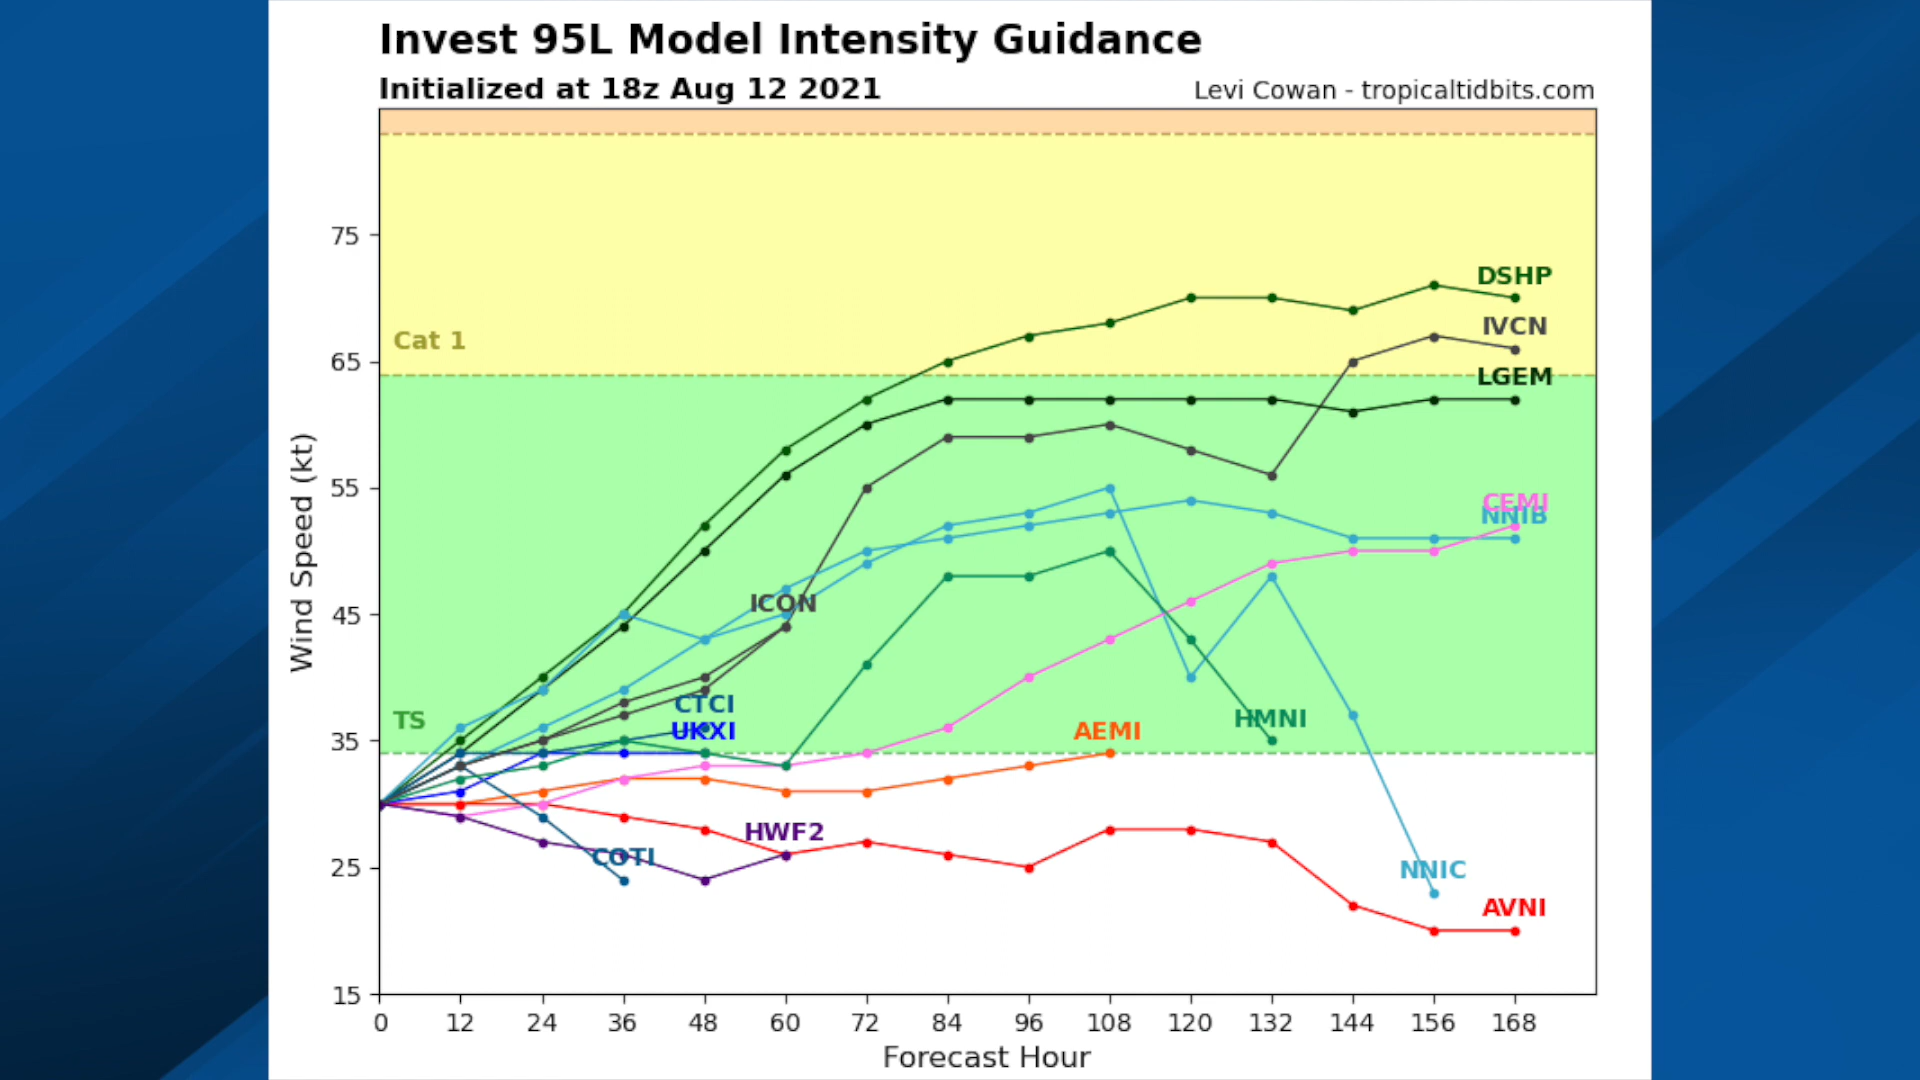 Invest 95L Model Intensity Guidance
Initialized at 18z Aug 12 2021
Levi Cowan - tropicaltidbits.com
75
DSHP
IVCN
Cat 1
65
LGEM
Wind Speed (kt)
55
CEMI
NNIB
ICON
45
CTCI
TS
HMNI
UKXI
AEMI
35
HWF2
COTI
25
NNIC
AVNI
15
0 12 24 36 48 60 72 84 96 108 120 132 144 156 168
Forecast Hour